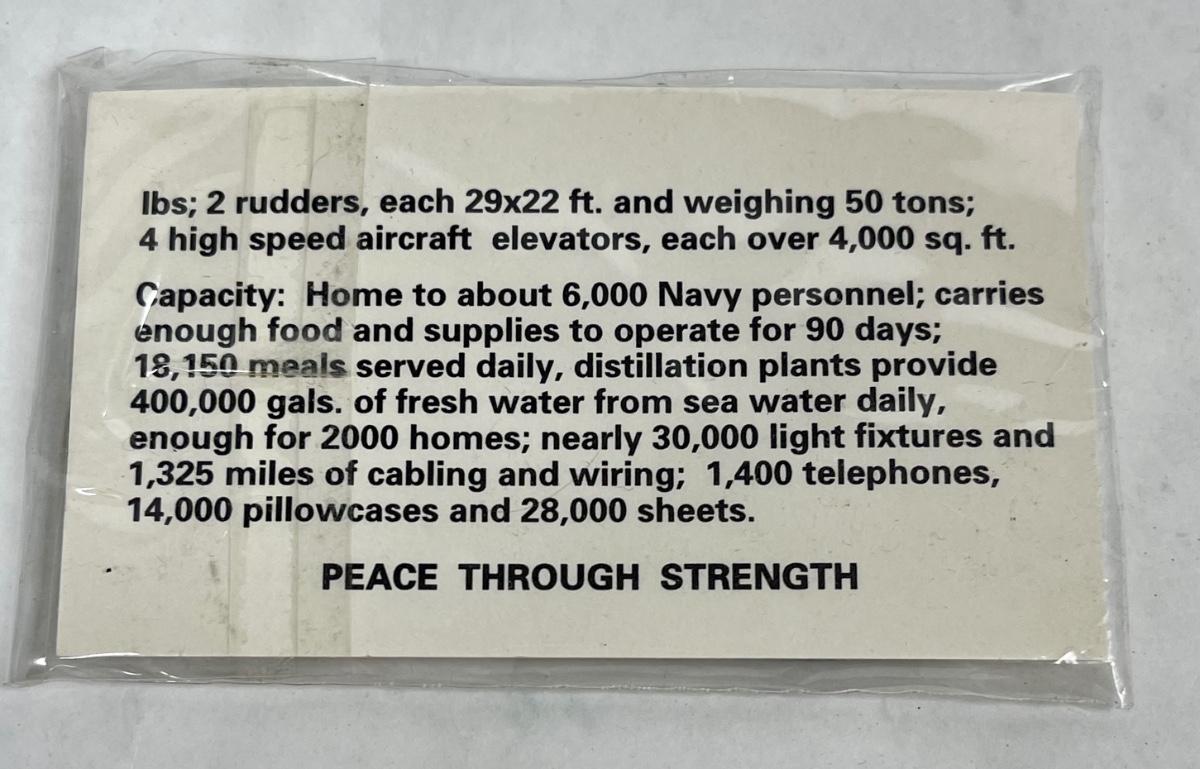 lbs; 2 rudders, each 29x22 ft. and weighing 50 tons;
4 high speed aircraft elevators, each over 4,000 sq. ft.
Capacity: Home to about 6,000 Navy personnel; carries
enough food and supplies to operate for 90 days;
18,150 meals served daily, distillation plants provide
400,000 gals. of fresh water from sea water daily,
enough for 2000 homes; nearly 30,000 light fixtures and
1,325 miles of cabling and wiring; 1,400 telephones,
14,000 pillowcases and 28,000 sheets.
PEACE THROUGH STRENGTH